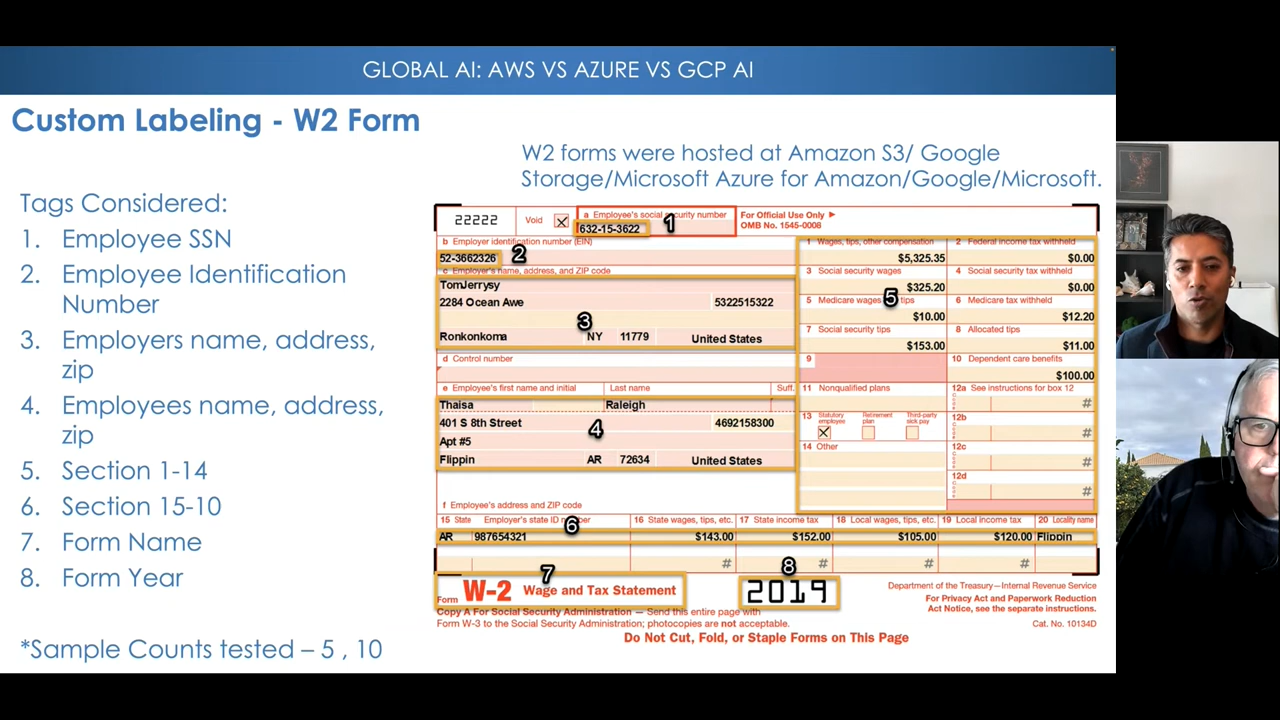 GLOBAL AI: AWS VS AZURE VS GCP AI
Custom Labeling - W2 Form
W2 forms were hosted at Amazon S3/ Google
Storage/Microsoft Azure for Amazon/Google/Microsoft.
Tags Considered:
1. Employee SSN
2. Employee Identification
Number
3. Employers name, address,
zip
4. Employees name, address,
zip
5. Section 1-14
6. Section 15-10
7. Form Name
8. Form Year
*Sample Counts tested – 5 , 10
22222 Void X a Employee's social security number For Official Use Only
632-15-3622 1 OMB No. 1545-0008
b Employer identification number (EIN) 1 Wages, tips, other compensation 2 Federal income tax withheld
52-3662326 2 $5,325.35 $0.00
c Employer's name, address, and ZIP code 3 Social security wages 4 Social security tax withheld
TomJerrysy $325.20 $0.00
2284 Ocean Awe 5322515322 5 Medicare wages tips 6 Medicare tax withheld
3 5 $10.00 $12.20
Ronkonkoma NY 11779 United States 7 Social security tips 8 Allocated tips
$153.00 $11.00
d Control number 9 10 Dependent care benefits
$100.00
e Employee's first name and initial Last name Suff. 11 Nonqualified plans 12a See instructions for box 12
Thaisa Raleigh #
401 S 8th Street 4692158300 13 Statutory employee Retirement plan Third-party sick pay 12b
4 X #
Apt #5 14 Other 12c
Flippin AR 72634 United States #
12d
#
f Employee's address and ZIP code
15 State Employer's state ID number 16 State wages, tips, etc. 17 State income tax 18 Local wages, tips, etc. 19 Local income tax 20 Locality name
6
AR 987654321 $143.00 $152.00 $105.00 $120.00 Flippin
# # # #
7 8
Form W-2 Wage and Tax Statement 2019 Department of the Treasury—Internal Revenue Service
For Privacy Act and Paperwork Reduction
Act Notice, see the separate instructions.
Copy A For Social Security Administration — Send this entire page with
Form W-3 to the Social Security Administration; photocopies are not acceptable. Cat. No. 10134D
Do Not Cut, Fold, or Staple Forms on This Page